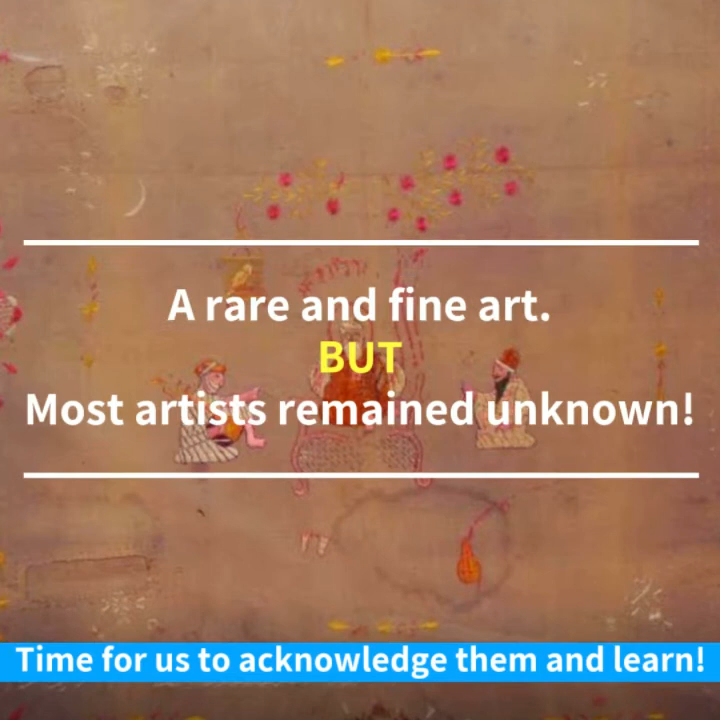 A rare and fine art.
BUT
Most artists remained unknown!
Time for us to acknowledge them and learn!